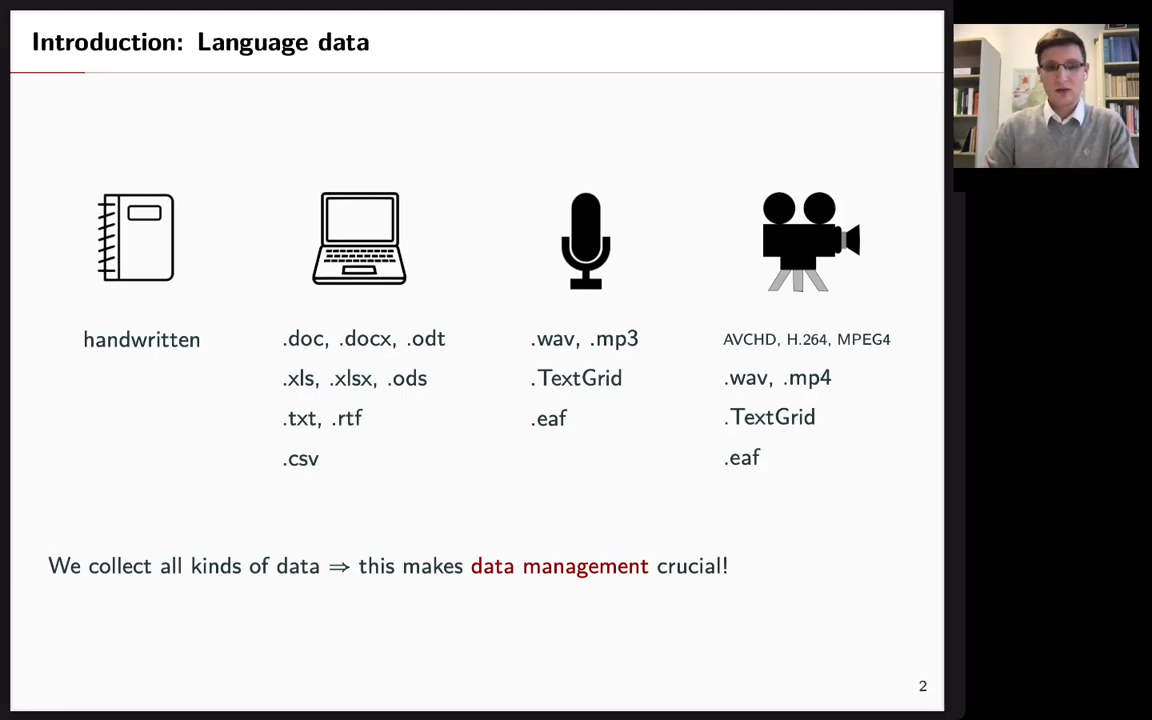 Introduction: Language data
handwritten
.doc, .docx, .odt
.xls, .xlsx, .ods
.txt, .rtf
.csv
.wav, .mp3
.TextGrid
.eaf
AVCHD, H.264, MPEG4
.wav, .mp4
.TextGrid
.eaf
We collect all kinds of data ⇒ this makes data management crucial!
2